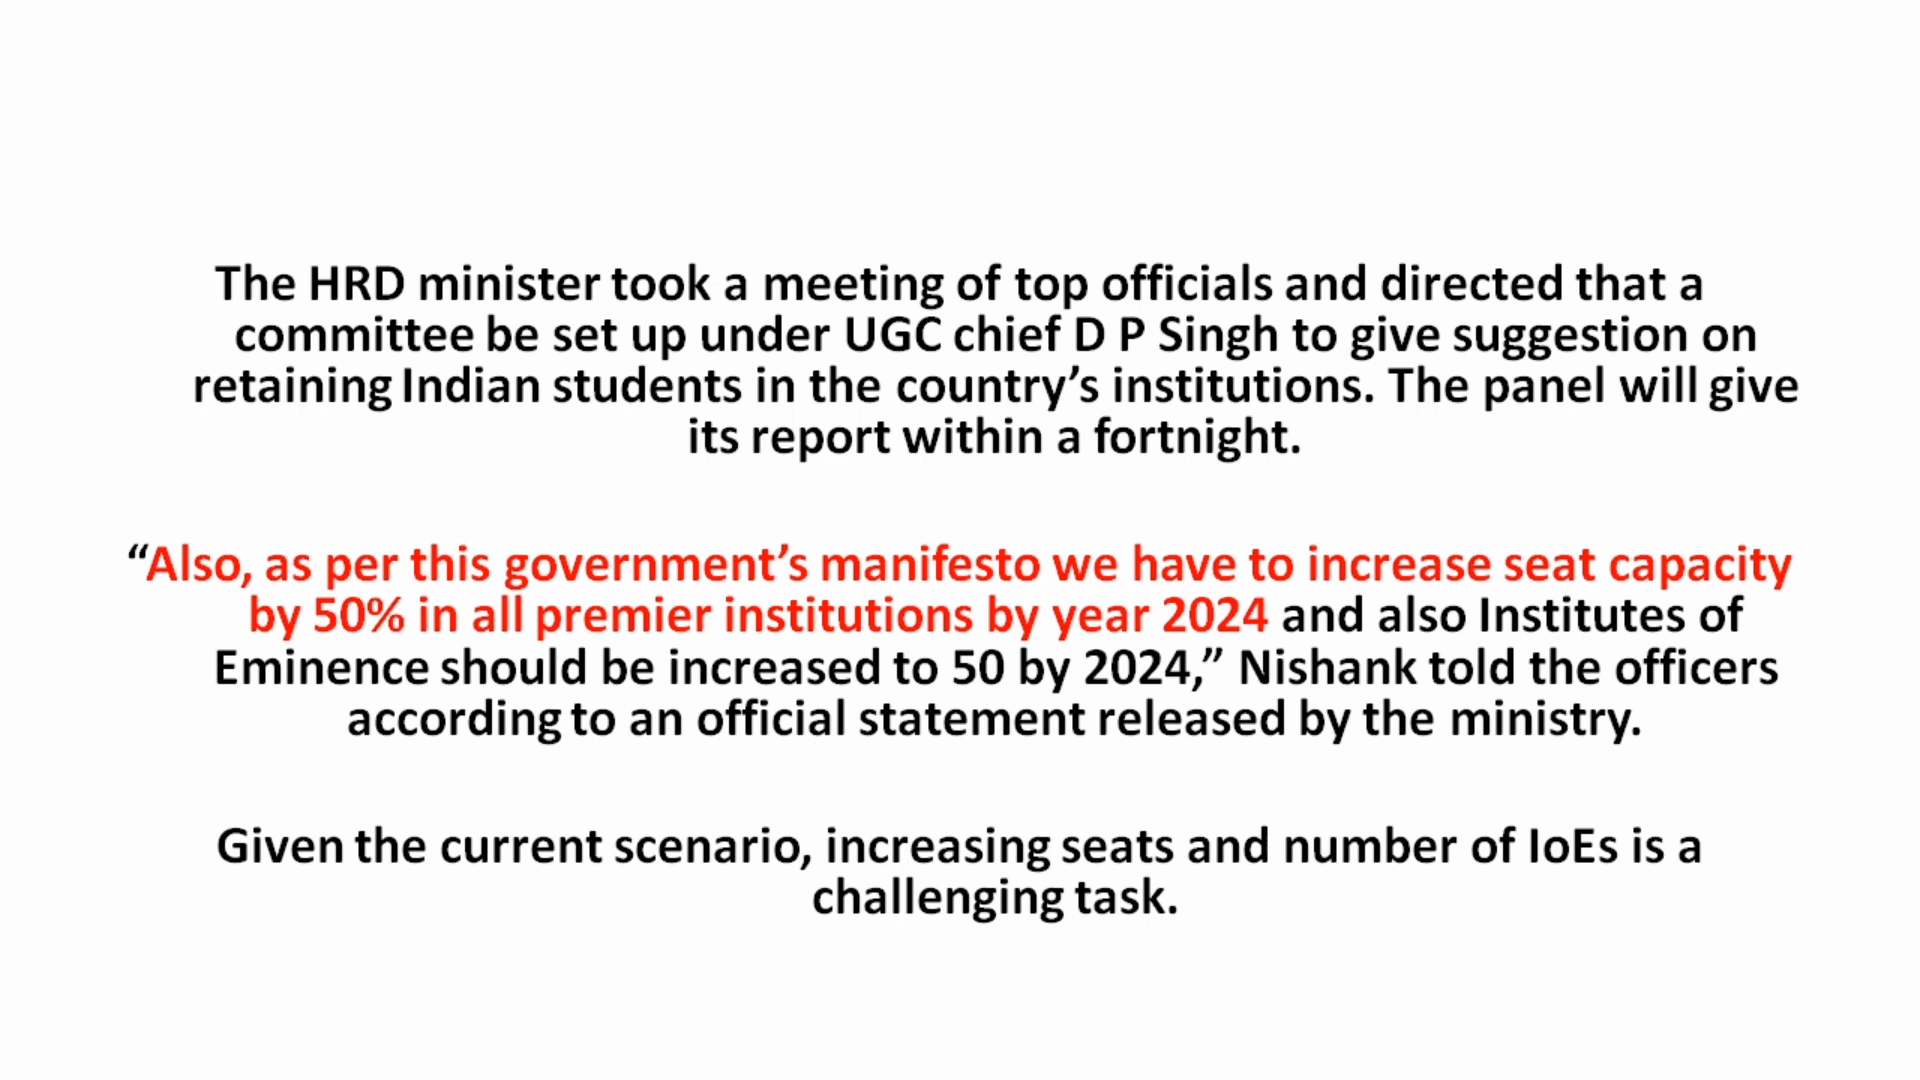 The HRD minister took a meeting of top officials and directed that a
committee be set up under UGC chief D P Singh to give suggestion on
retaining Indian students in the country’s institutions. The panel will give
its report within a fortnight.
“Also, as per this government’s manifesto we have to increase seat capacity
by 50% in all premier institutions by year 2024 and also Institutes of
Eminence should be increased to 50 by 2024,” Nishank told the officers
according to an official statement released by the ministry.
Given the current scenario, increasing seats and number of IoEs is a
challenging task.